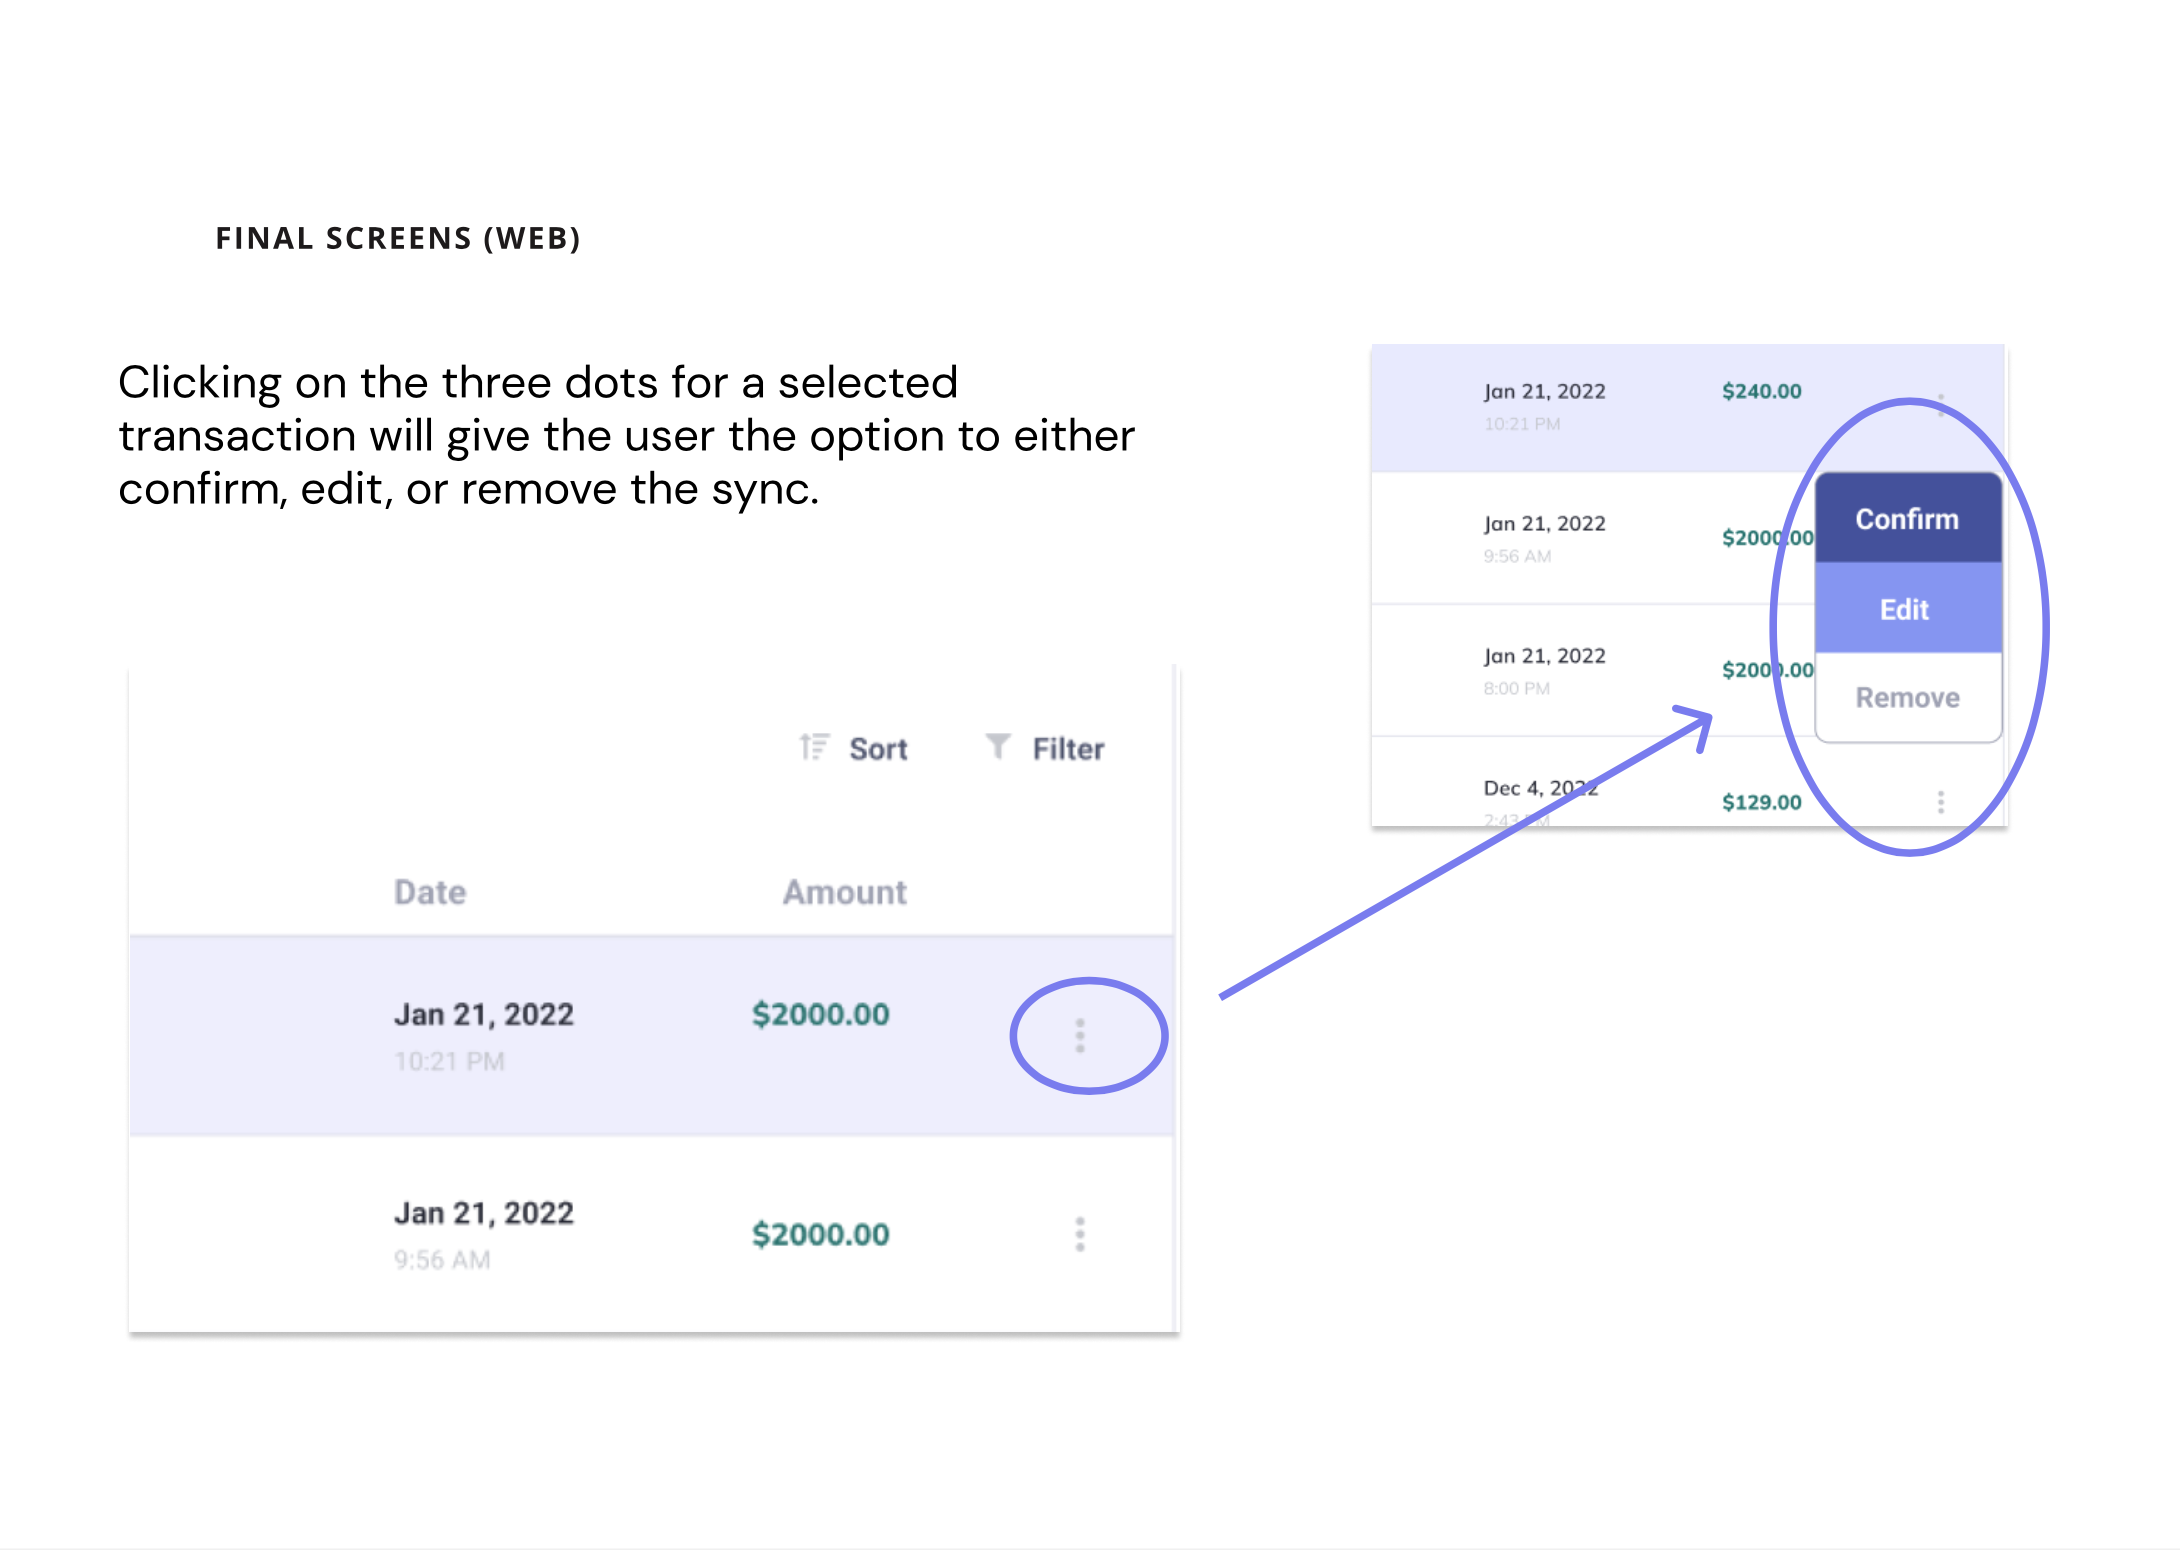 FINAL SCREENS (WEB)
Clicking on the three dots for a selected
transaction will give the user the option to either
confirm, edit, or remove the sync.
Sort Filter
Date Amount
Jan 21, 2022 $2000.00
10:21 PM
Jan 21, 2022 $2000.00
9:56 AM
Jan 21, 2022 $240.00
10:21 PM
Jan 21, 2022 $2000.00
9:56 AM
Jan 21, 2022 $2000.00
8:00 PM
Dec 4, 2022 $129.00
2:43 PM
Confirm
Edit
Remove